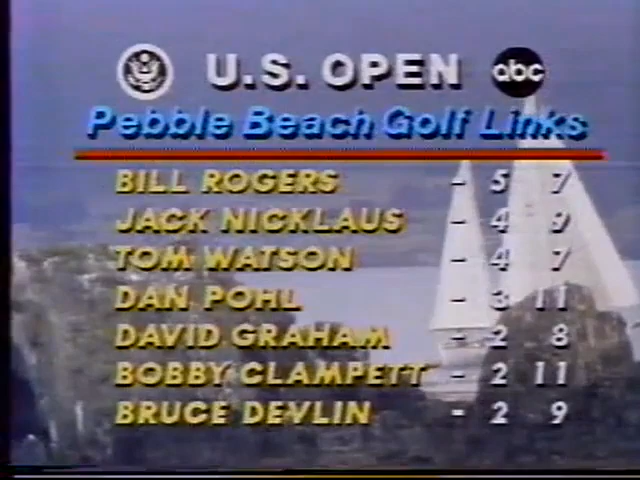 U.S. OPEN abc
Pebble Beach Golf Links
BILL ROGERS - 5 7
JACK NICKLAUS - 4 9
TOM WATSON - 4 7
DAN POHL - 3 11
DAVID GRAHAM - 2 8
BOBBY CLAMPETT - 2 11
BRUCE DEVLIN - 2 9